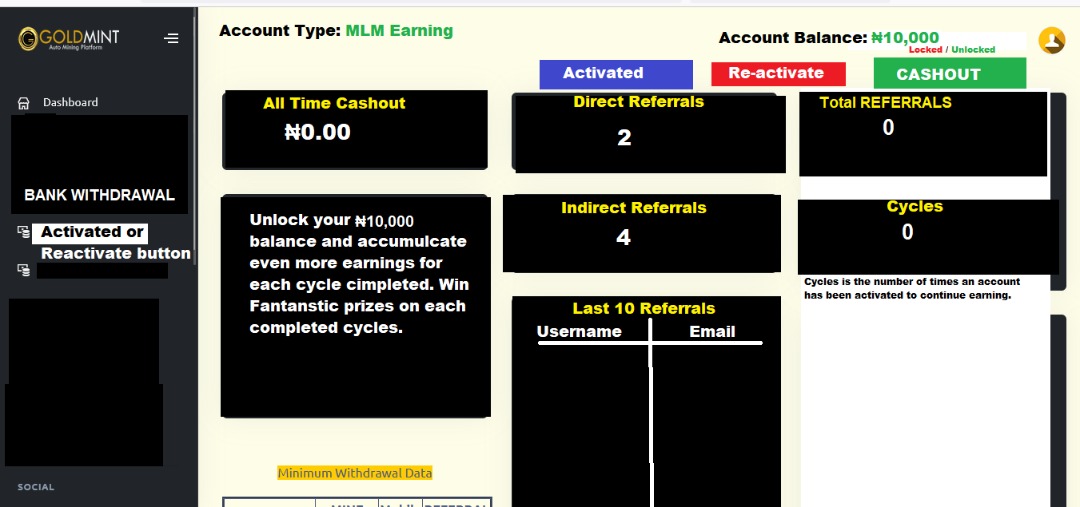 GOLDMINT
Auto Mining Platform
Account Type: MLM Earning
Account Balance: ₦10,000
Locked / Unlocked
Activated
Re-activate
CASHOUT
Dashboard
BANK WITHDRAWAL
Activated or
Reactivate button
SOCIAL
All Time Cashout
₦0.00
Direct Referrals
2
Total REFERRALS
0
Unlock your ₦10,000
balance and accumulcate
even more earnings for
each cycle cimpleted. Win
Fantanstic prizes on each
completed cycles.
Indirect Referrals
4
Cycles
0
Cycles is the number of times an account
has been activated to continue earning.
Last 10 Referrals
Username Email
Minimum Withdrawal Data